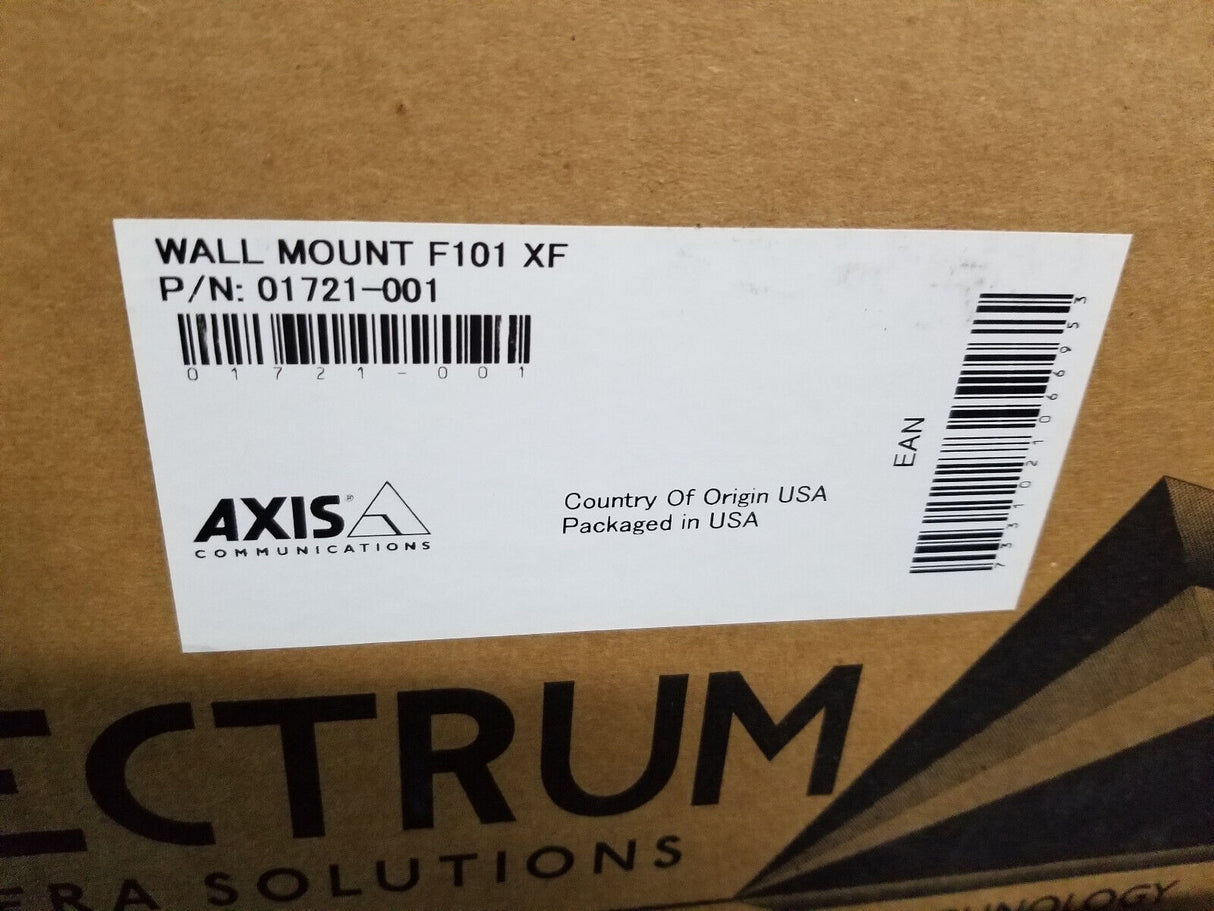 WALL MOUNT F101 XF
P/N: 01721-001
01721-001
EAN
7331021066953
AXIS®
COMMUNICATIONS
Country Of Origin USA
Packaged in USA
ECTRUM
ERA SOLUTIONS
HNOLOGY